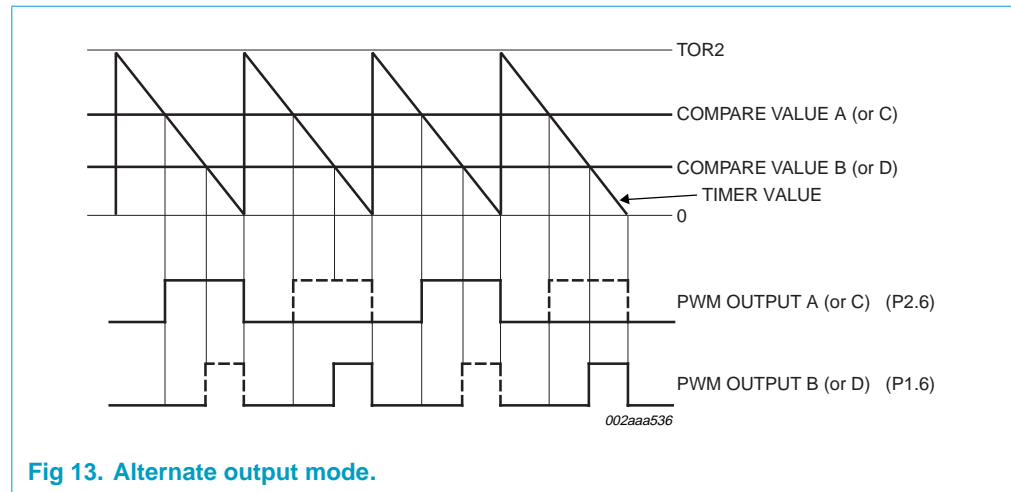 TOR2
COMPARE VALUE A (or C)
COMPARE VALUE B (or D)
TIMER VALUE
0
PWM OUTPUT A (or C) (P2.6)
PWM OUTPUT B (or D) (P1.6)
002aaa536
Fig 13. Alternate output mode.